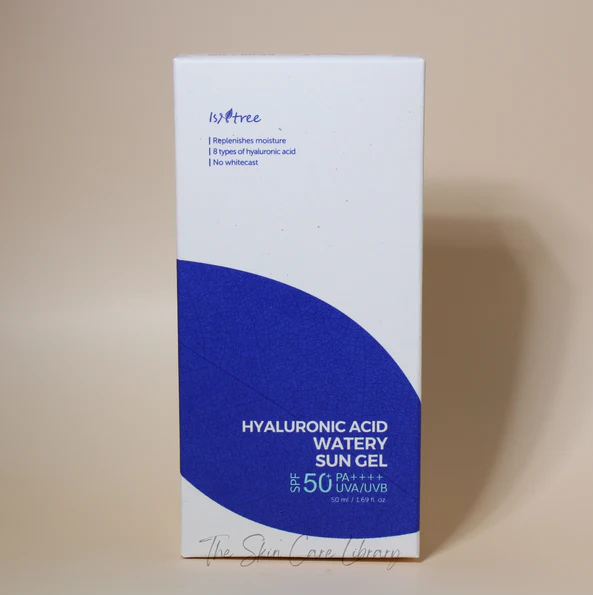 Isntree
Replenishes moisture
8 types of hyaluronic acid
No whitecast
HYALURONIC ACID
WATERY
SUN GEL
SPF 50+ PA++++
UVA/UVB
50 ml / 1.69 fl. oz.
The Skin Care Library